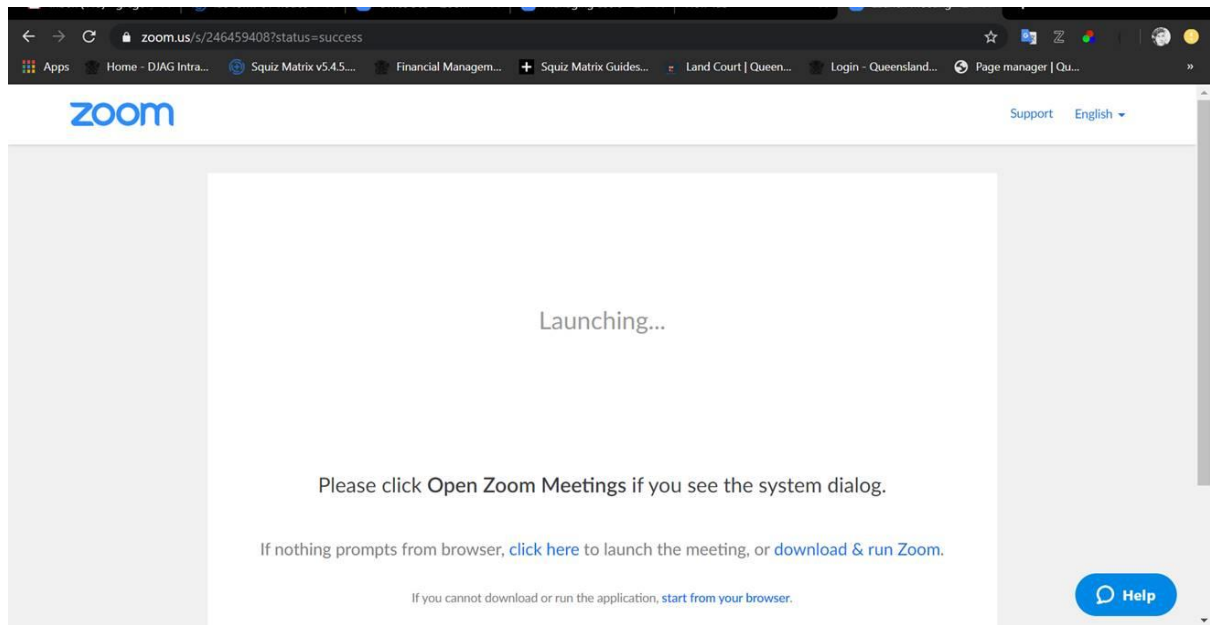 zoom.us/s/246459408?status=success
Apps Home - DJAG Intra... Squiz Matrix v5.4.5.... Financial Managem... Squiz Matrix Guides... Land Court | Queen... Login - Queensland... Page manager | Qu... »
zoom Support English
Launching...
Please click Open Zoom Meetings if you see the system dialog.
If nothing prompts from browser, click here to launch the meeting, or download & run Zoom.
If you cannot download or run the application, start from your browser.
Help